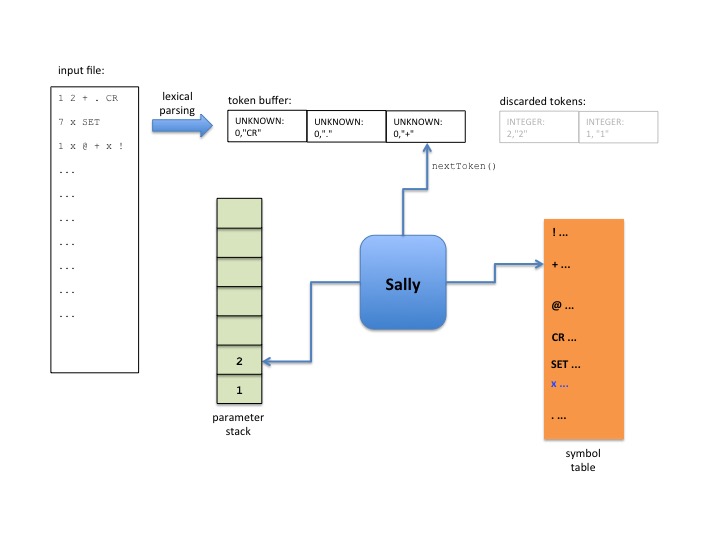 input file:
1 2 + . CR
7 x SET
1 x @ + x !
...
...
...
...
...
...
...
lexical
parsing
token buffer:
UNKNOWN:
0,"CR"
UNKNOWN:
0,"."
UNKNOWN:
0,"+"
discarded tokens:
INTEGER:
2,"2"
INTEGER:
1, "1"
nextToken()
Sally
2
1
parameter
stack
! ...
+ ...
@ ...
CR ...
SET ...
x ...
. ...
symbol
table